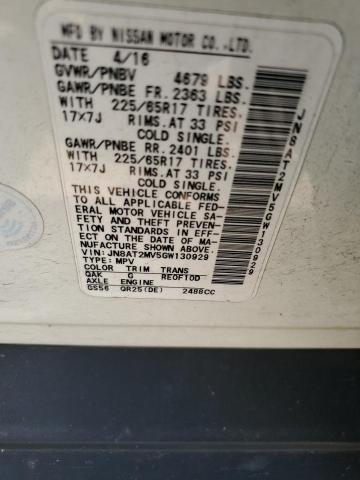 MFD BY NISSAN MOTOR CO.,LTD.
DATE 4/16
GVWR/PNBV 4679 LBS.
GAWR/PNBE FR. 2363 LBS.
WITH 225/65R17 TIRES.
17x7J RIMS.AT 33 PSI
COLD SINGLE.
GAWR/PNBE RR. 2401 LBS.
WITH 225/65R17 TIRES.
17x7J RIMS.AT 33 PSI
COLD SINGLE.
THIS VEHICLE CONFORMS
TO ALL APPLICABLE FED-
ERAL MOTOR VEHICLE SA-
FETY AND THEFT PREVEN-
TION STANDARDS IN EF-
FECT ON THE DATE OF MA-
NUFACTURE SHOWN ABOVE.
VIN: JN8AT2MV5GW130929
TYPE: MPV
COLOR TRIM TRANS
QAK G RE0F10D
AXLE ENGINE
GS56 QR25(DE) 2488CC
JN8AT2MV5GW130929